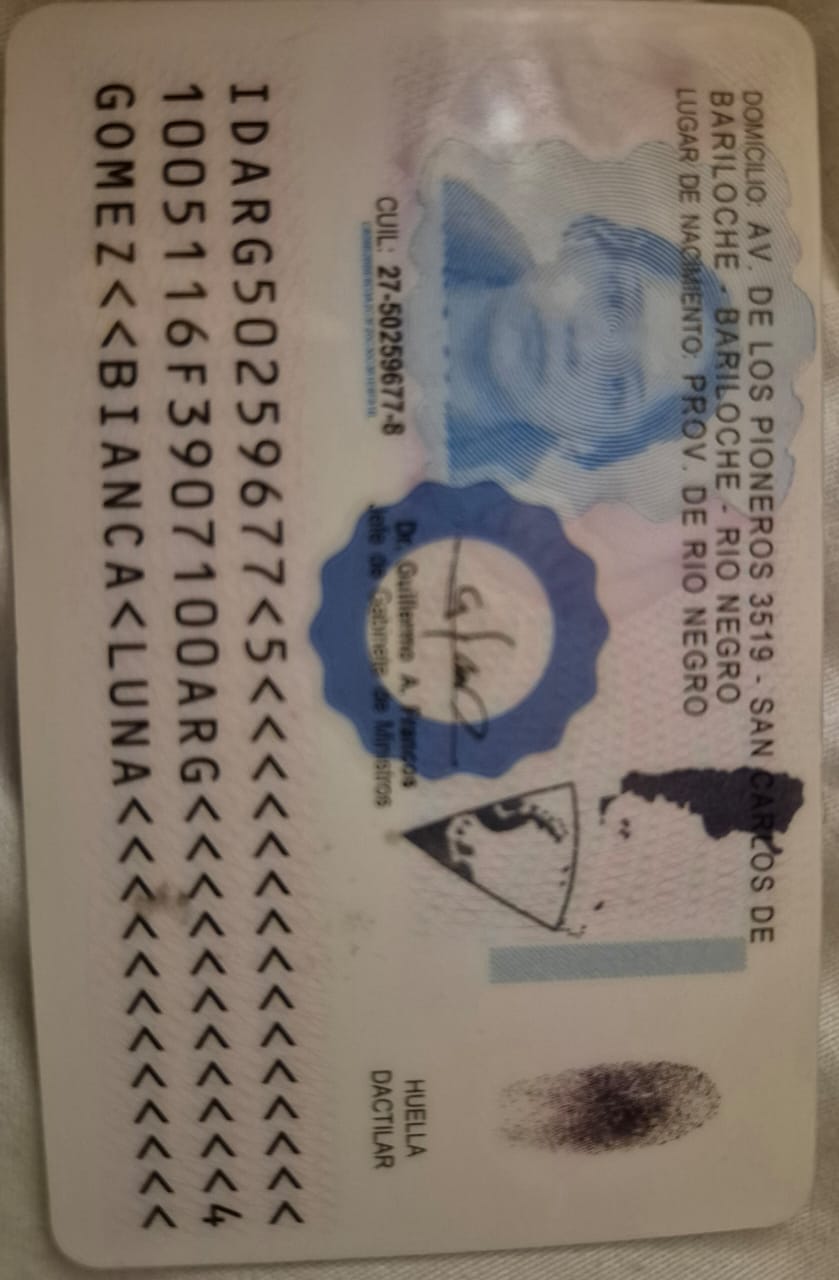 DOMICILIO: AV. DE LOS PIONEROS 3519 - SAN CARLOS DE
BARILOCHE - BARILOCHE - RIO NEGRO
LUGAR DE NACIMIENTO: PROV. DE RIO NEGRO
CUIL: 27-50259677-8
Dr. Guillermo A. Francos
Jefe de Gabinete de Ministros
HUELLA
DACTILAR
IDARG50259677<5<<<<<<<<<<<<<<<
1005116F3907100ARG<<<<<<<<<<<4
GOMEZ<<BIANCA<LUNA<<<<<<<<<<<<